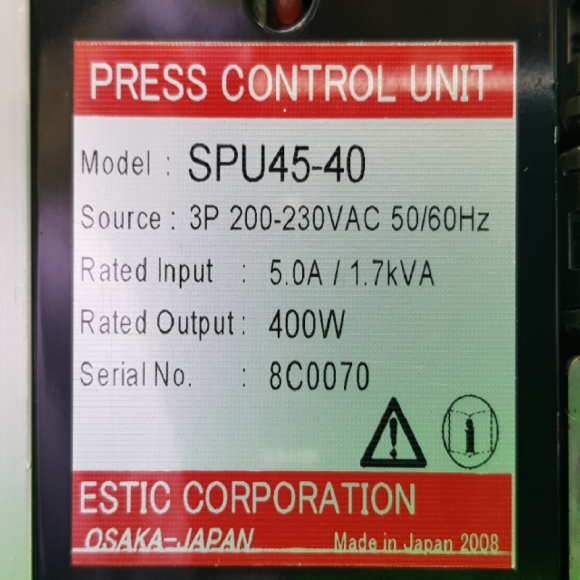 PRESS CONTROL UNIT
Model : SPU45-40
Source : 3P 200-230VAC 50/60Hz
Rated Input : 5.0A / 1.7kVA
Rated Output : 400W
Serial No. : 8C0070
ESTIC CORPORATION
OSAKA-JAPAN Made in Japan 2008